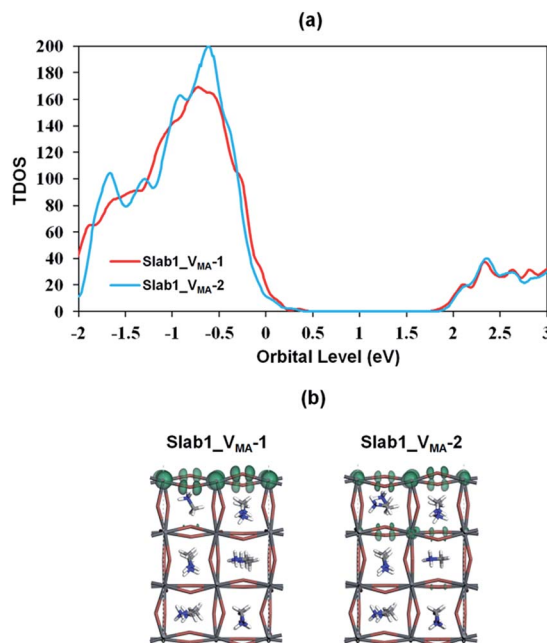 (a)
200
180
160
140
120
100
80
60
40
20
0
TDOS
Slab1_VMA-1
Slab1_VMA-2
-2 -1.5 -1 -0.5 0 0.5 1 1.5 2 2.5 3
Orbital Level (eV)
(b)
Slab1_VMA-1 Slab1_VMA-2